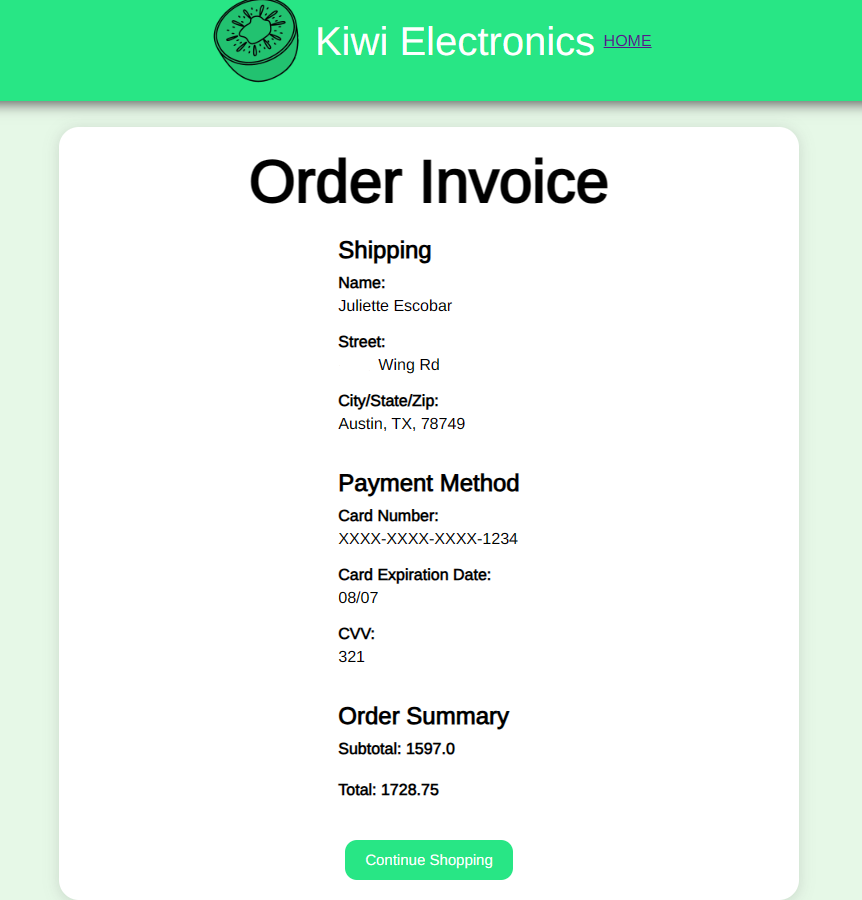 Kiwi Electronics HOME
Order Invoice
Shipping
Name:
Juliette Escobar
Street:
Wing Rd
City/State/Zip:
Austin, TX, 78749
Payment Method
Card Number:
XXXX-XXXX-XXXX-1234
Card Expiration Date:
08/07
CVV:
321
Order Summary
Subtotal: 1597.0
Total: 1728.75
Continue Shopping